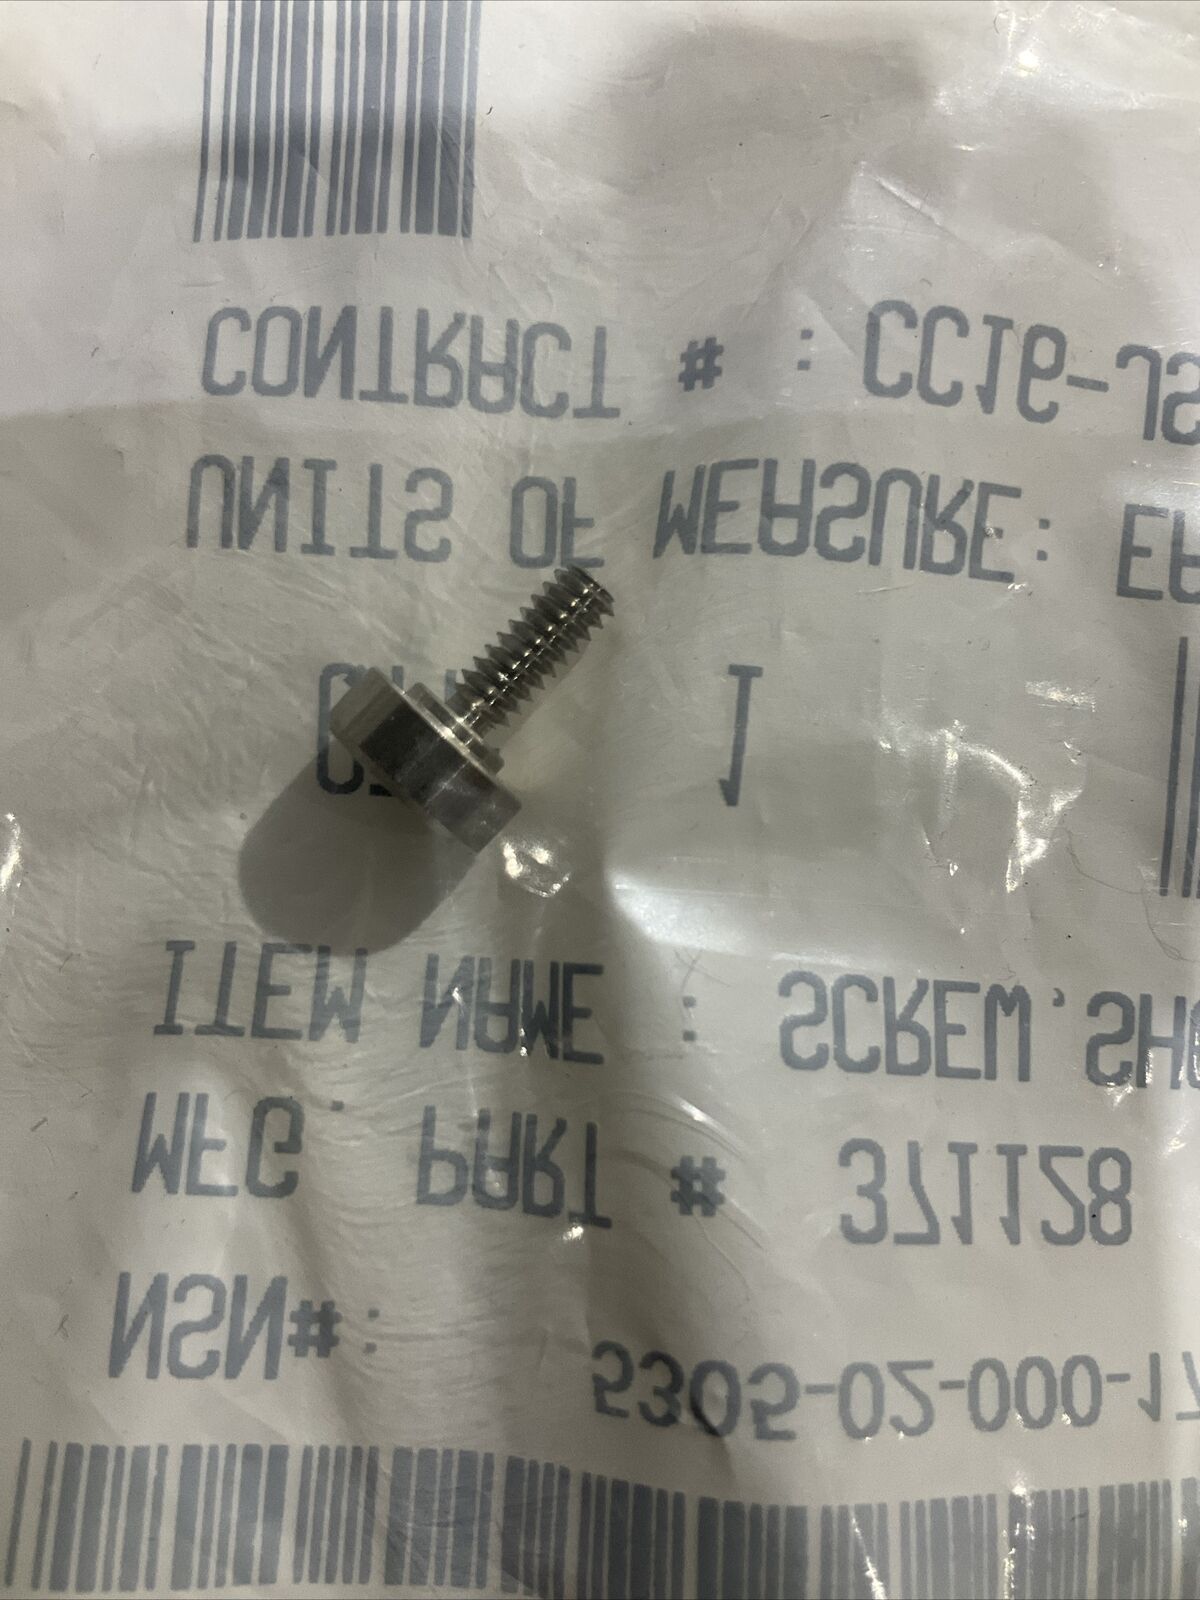 NSN#: 5305-02-000-17
MFG. PART # 371128
ITEM NAME : SCREW,SHO
1
UNITS OF MEASURE: EA
CONTRACT # : CC16-JS